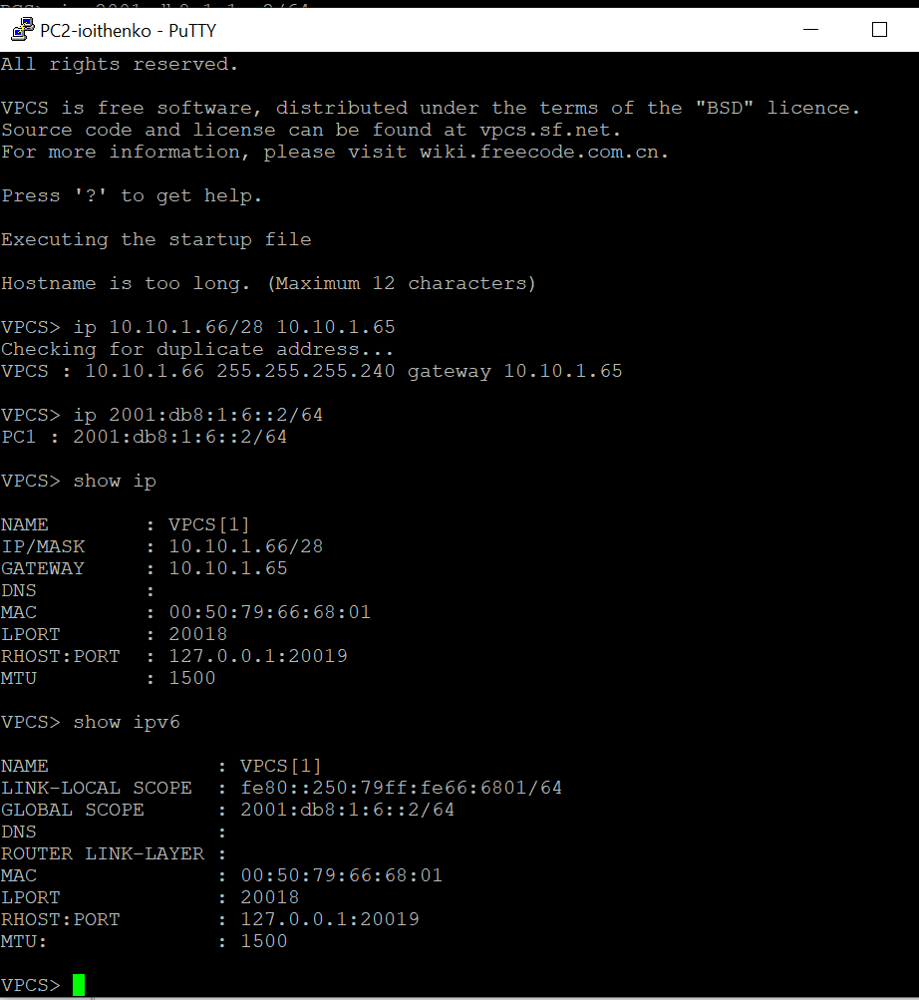 PC2-ioithenko - PuTTY
All rights reserved.
VPCS is free software, distributed under the terms of the "BSD" licence.
Source code and license can be found at vpcs.sf.net.
For more information, please visit wiki.freecode.com.cn.
Press '?' to get help.
Executing the startup file
Hostname is too long. (Maximum 12 characters)
VPCS> ip 10.10.1.66/28 10.10.1.65
Checking for duplicate address...
VPCS : 10.10.1.66 255.255.255.240 gateway 10.10.1.65
VPCS> ip 2001:db8:1:6::2/64
PC1 : 2001:db8:1:6::2/64
VPCS> show ip
NAME : VPCS[1]
IP/MASK : 10.10.1.66/28
GATEWAY : 10.10.1.65
DNS :
MAC : 00:50:79:66:68:01
LPORT : 20018
RHOST:PORT : 127.0.0.1:20019
MTU : 1500
VPCS> show ipv6
NAME : VPCS[1]
LINK-LOCAL SCOPE : fe80::250:79ff:fe66:6801/64
GLOBAL SCOPE : 2001:db8:1:6::2/64
DNS :
ROUTER LINK-LAYER :
MAC : 00:50:79:66:68:01
LPORT : 20018
RHOST:PORT : 127.0.0.1:20019
MTU: : 1500
VPCS>